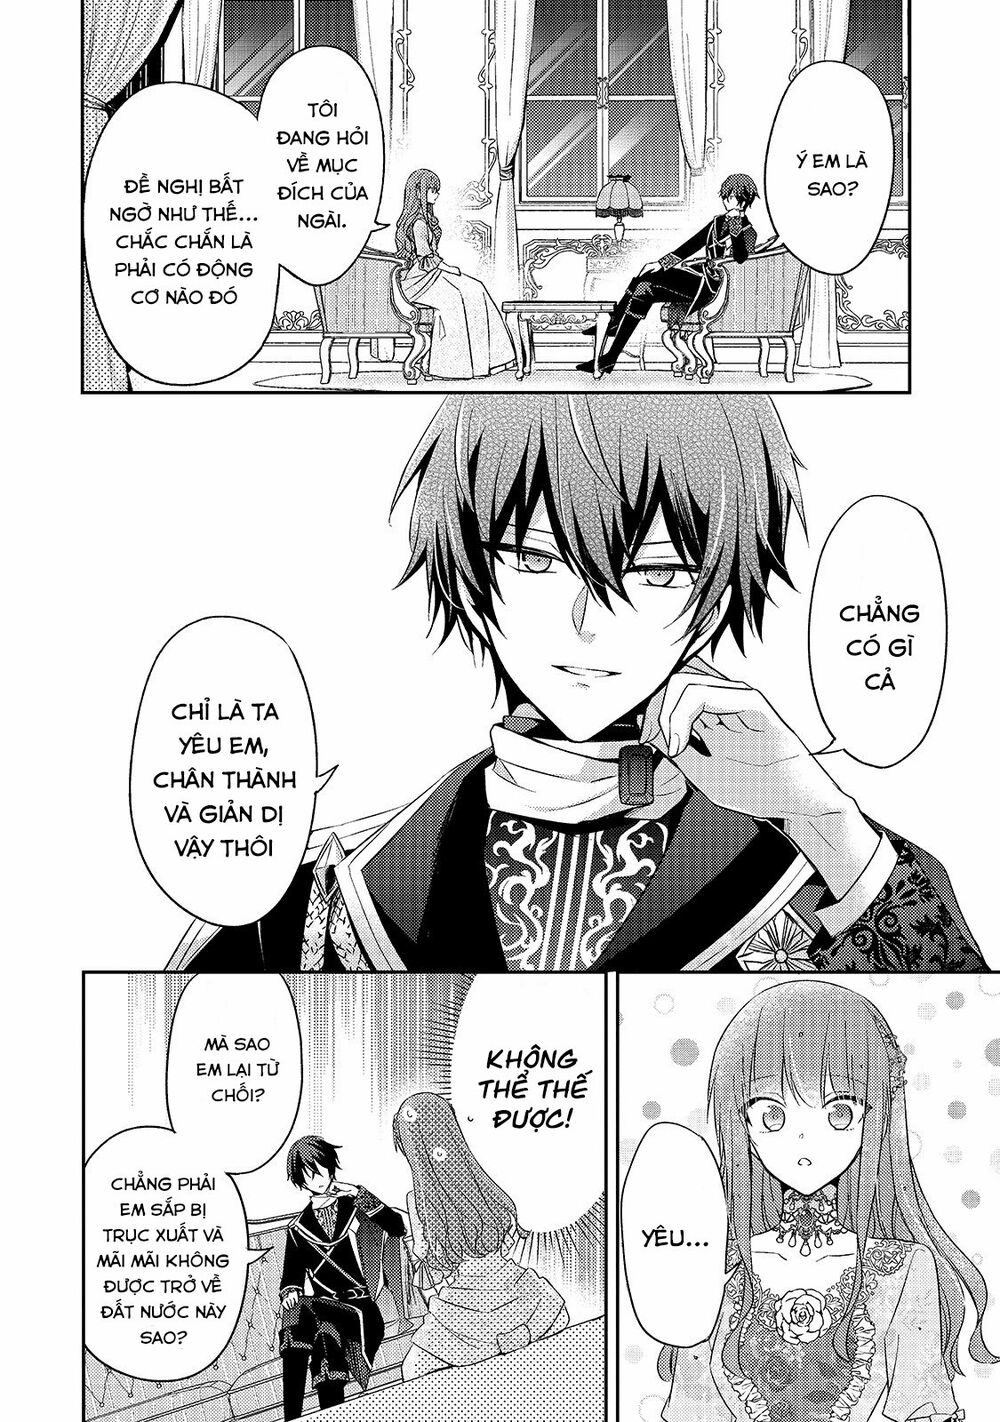 Ý EM LÀ
SAO?
TÔI
ĐANG HỎI
VỀ MỤC
ĐÍCH CỦA
NGÀI.
ĐỀ NGHỊ BẤT
NGỜ NHƯ THẾ...
CHẮC CHẮN LÀ
PHẢI CÓ ĐỘNG
CƠ NÀO ĐÓ
CHẲNG
CÓ GÌ
CẢ
CHỈ LÀ TA
YÊU EM,
CHÂN THÀNH
VÀ GIẢN DỊ
VẬY THÔI
YÊU...
KHÔNG
THỂ THẾ
ĐƯỢC!
MÀ SAO
EM LẠI TỪ
CHỐI?
CHẲNG PHẢI
EM SẮP BỊ
TRỤC XUẤT VÀ
MÃI MÃI KHÔNG
ĐƯỢC TRỞ VỀ
ĐẤT NƯỚC NÀY
SAO?